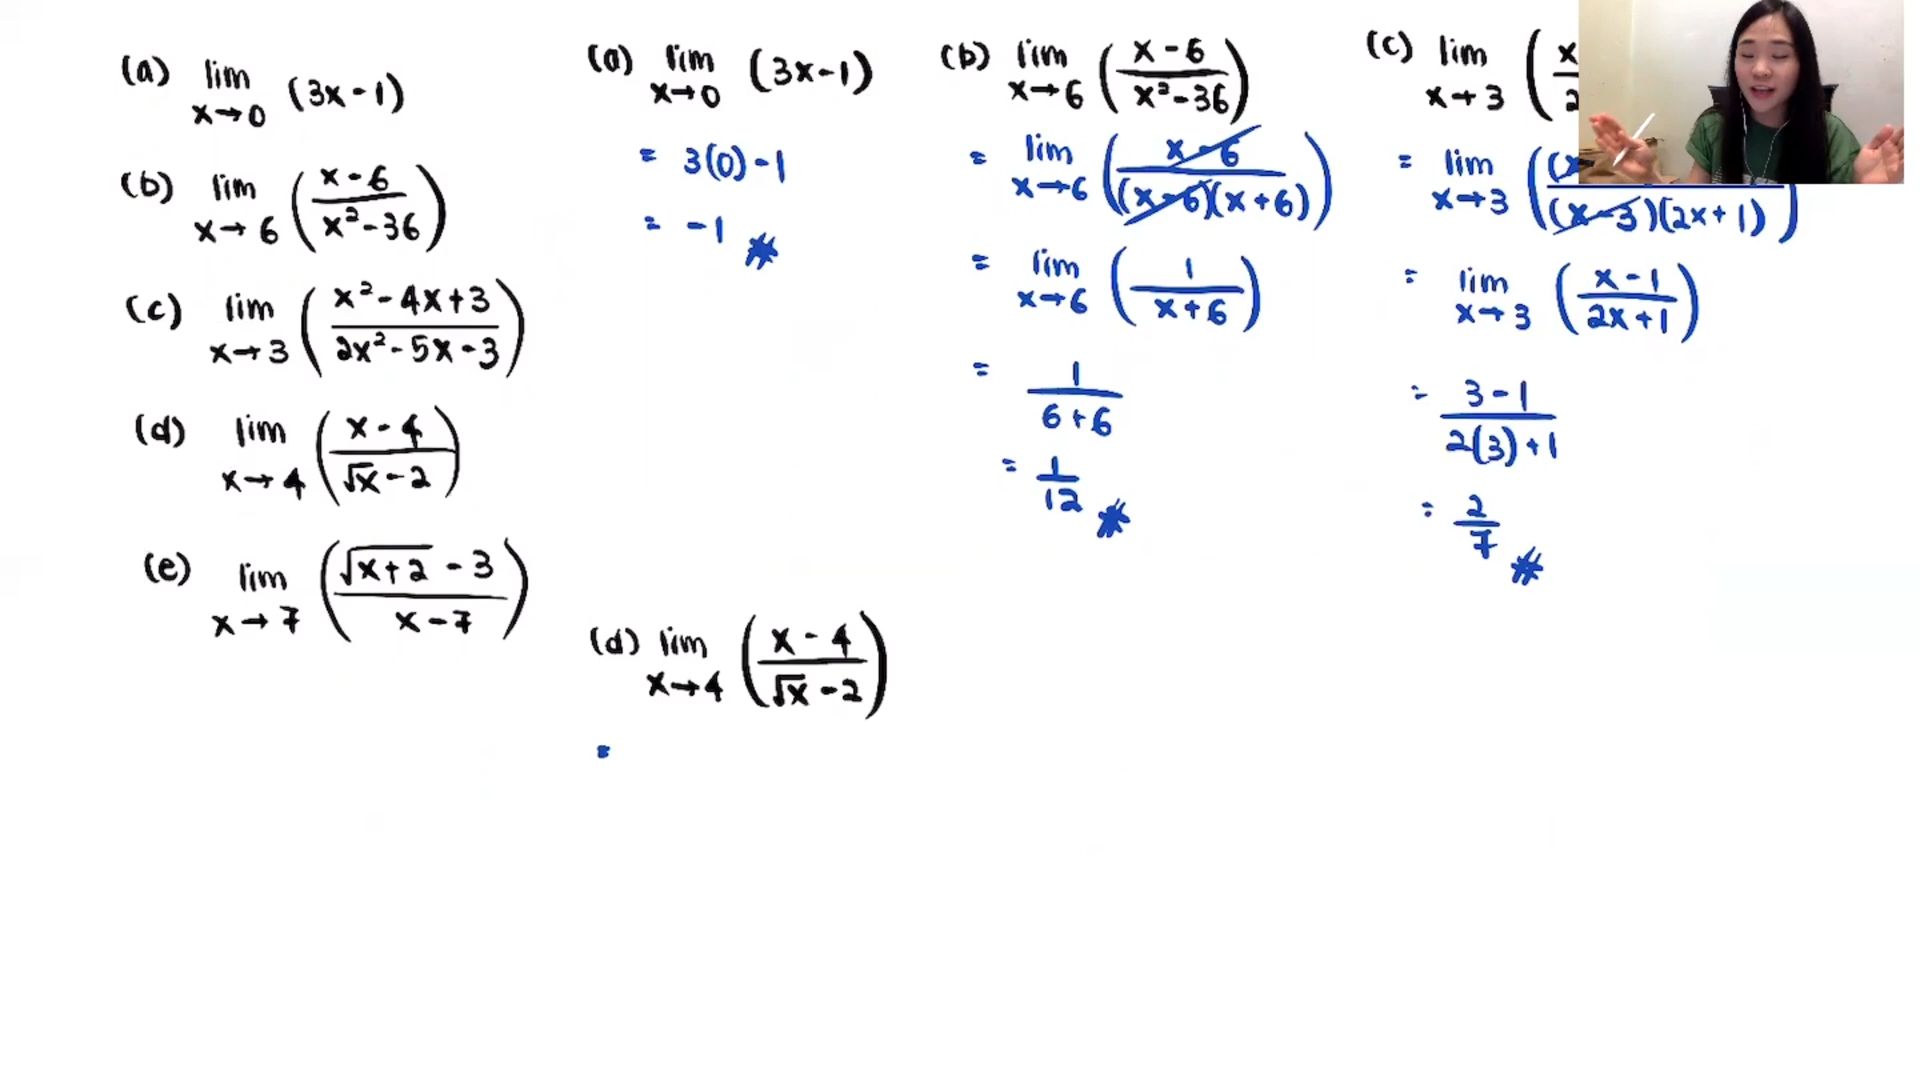 (a) lim x→0 (3x-1)
(b) lim x→6 ((x-6)/(x²-36))
(c) lim x→3 ((x²-4x+3)/(2x²-5x-3))
(d) lim x→4 ((x-4)/(√x-2))
(e) lim x→7 ((√(x+2) - 3)/(x-7))
(a) lim x→0 (3x-1)
= 3(0)-1
= -1 #
(b) lim x→6 ((x-6)/(x²-36))
= lim x→6 ((x-6)/((x-6)(x+6)))
= lim x→6 (1/(x+6))
= 1/(6+6)
= 1/12 #
(c) lim x→3 (x
= lim x→3 ((x /((x-3)(2x+1)))
= lim x→3 ((x-1)/(2x+1))
= (3-1)/(2(3)+1)
= 2/7 #
(d) lim x→4 ((x-4)/(√x-2))
=